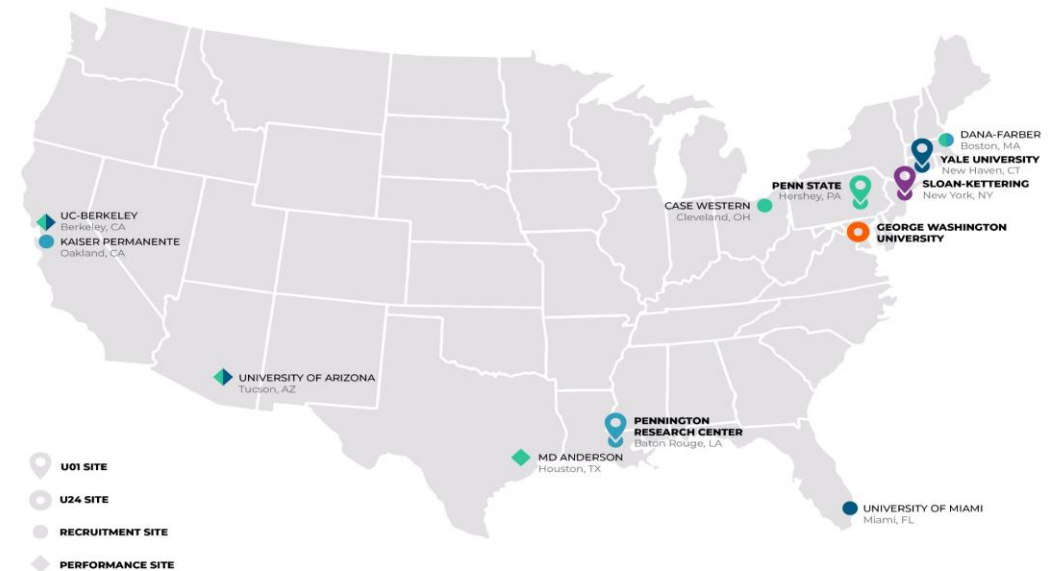 DANA-FARBER
Boston, MA
YALE UNIVERSITY
New Haven, CT
PENN STATE
Hershey, PA
SLOAN-KETTERING
New York, NY
CASE WESTERN
Cleveland, OH
GEORGE WASHINGTON
UNIVERSITY
UC-BERKELEY
Berkeley, CA
KAISER PERMANENTE
Oakland, CA
UNIVERSITY OF ARIZONA
Tucson, AZ
PENNINGTON
RESEARCH CENTER
Baton Rouge, LA
MD ANDERSON
Houston, TX
UNIVERSITY OF MIAMI
Miami, FL
U01 SITE
U24 SITE
RECRUITMENT SITE
PERFORMANCE SITE